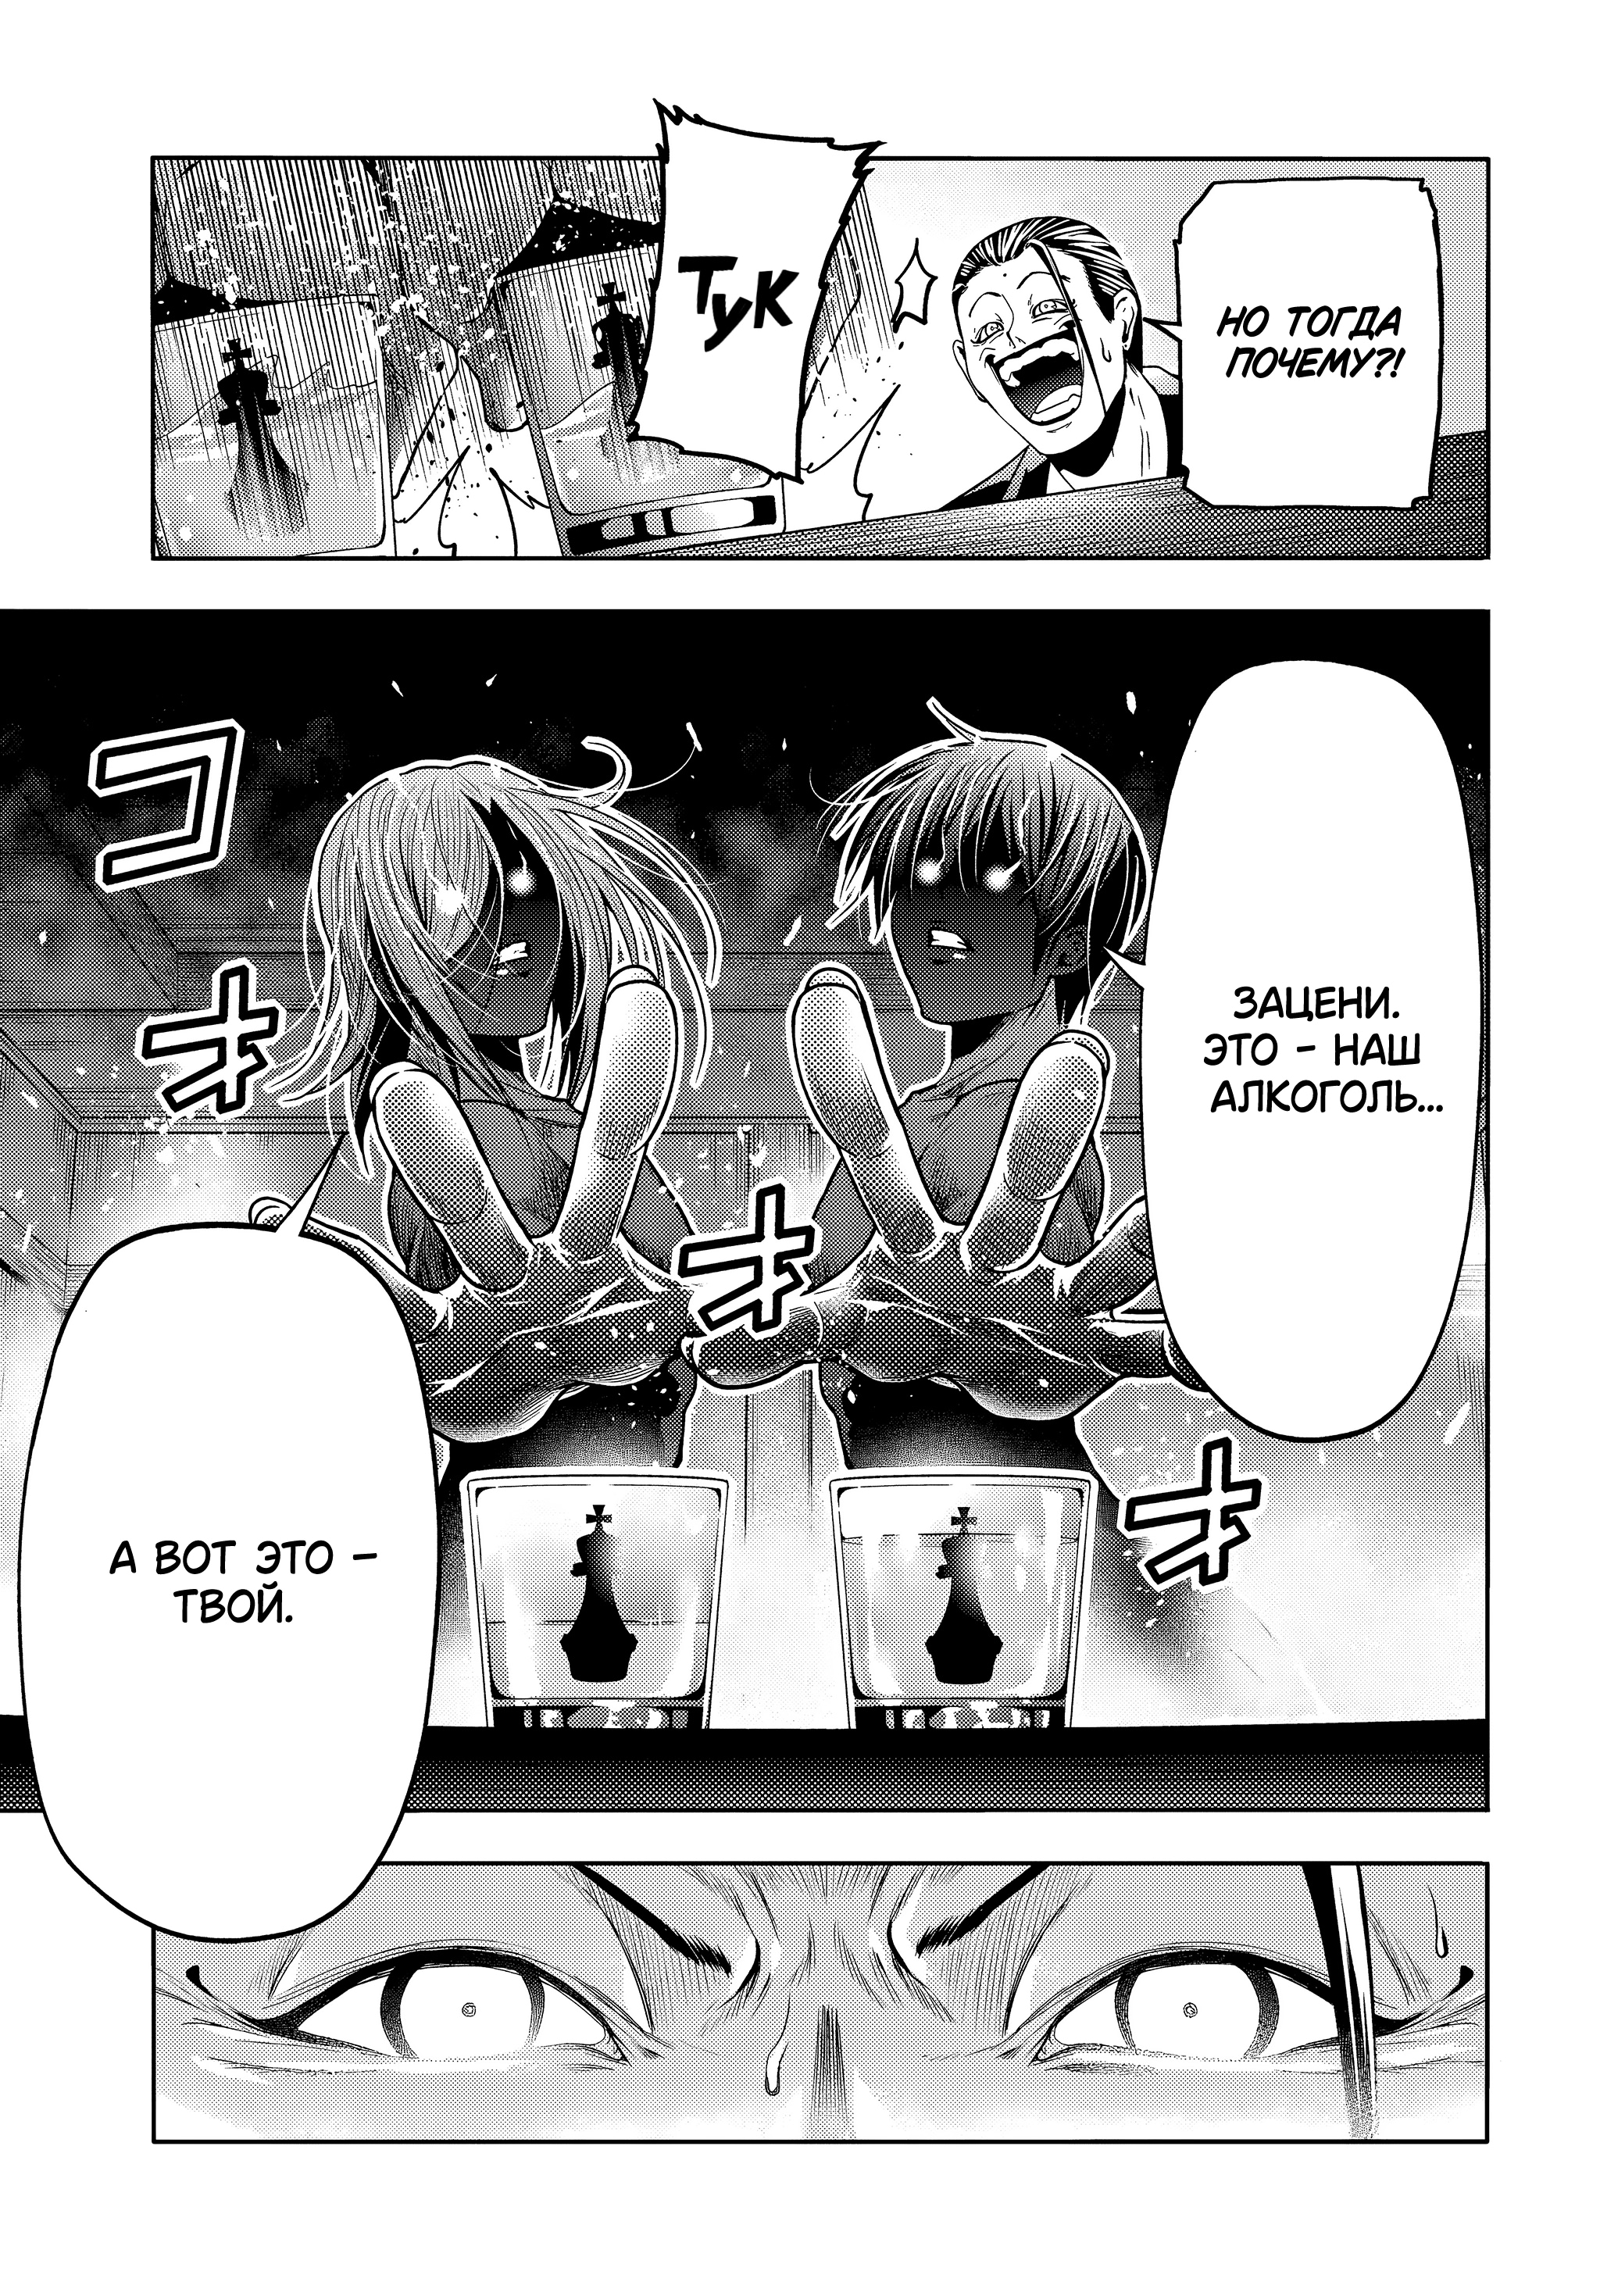 НО ТОГДА
ПОЧЕМУ?!
ТУК
ЗАЦЕНИ.
ЭТО – НАШ
АЛКОГОЛЬ...
コ
オ
オ
オ
А ВОТ ЭТО –
ТВОЙ.